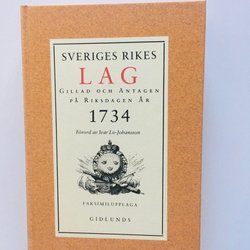 SVERIGES RIKES
LAG
GILLAD OCH ANTAGEN
PÅ RIKSDAGEN ÅR
1734
Förord av Ivar Lo-Johansson
FAKSIMILUPPLAGA
GIDLUNDS